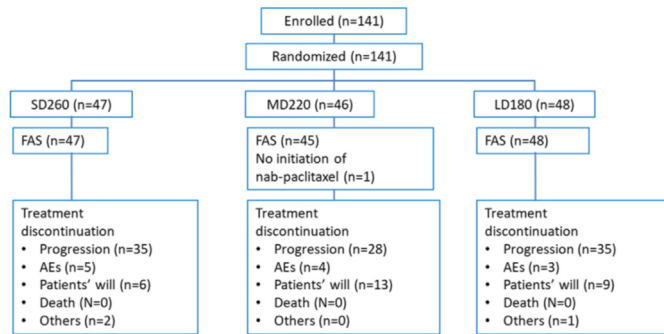 Enrolled (n=141)
Randomized (n=141)
SD260 (n=47)
MD220 (n=46)
LD180 (n=48)
FAS (n=47)
FAS (n=45)
No initiation of
nab-paclitaxel (n=1)
FAS (n=48)
Treatment
discontinuation
• Progression (n=35)
• AEs (n=5)
• Patients’ will (n=6)
• Death (N=0)
• Others (n=2)
Treatment
discontinuation
• Progression (n=28)
• AEs (n=4)
• Patients’ will (n=13)
• Death (N=0)
• Others (n=0)
Treatment
discontinuation
• Progression (n=35)
• AEs (n=3)
• Patients’ will (n=9)
• Death (N=0)
• Others (n=1)